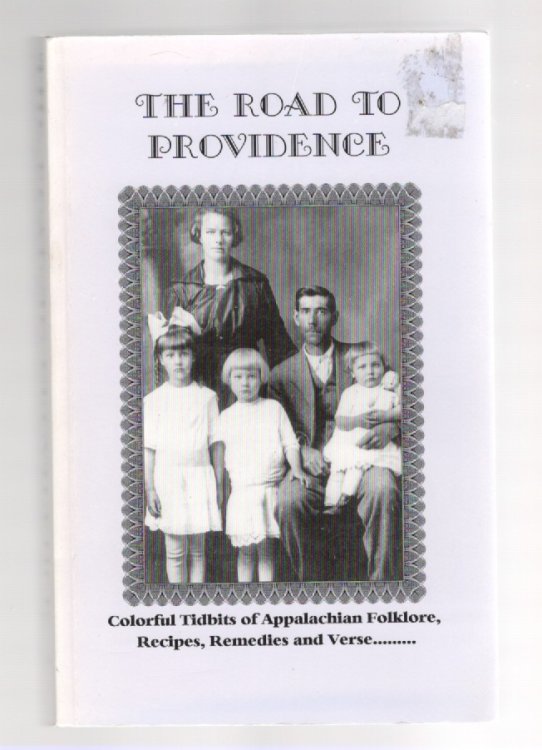 THE ROAD TO
PROVIDENCE
Colorful Tidbits of Appalachian Folklore,
Recipes, Remedies and Verse.........